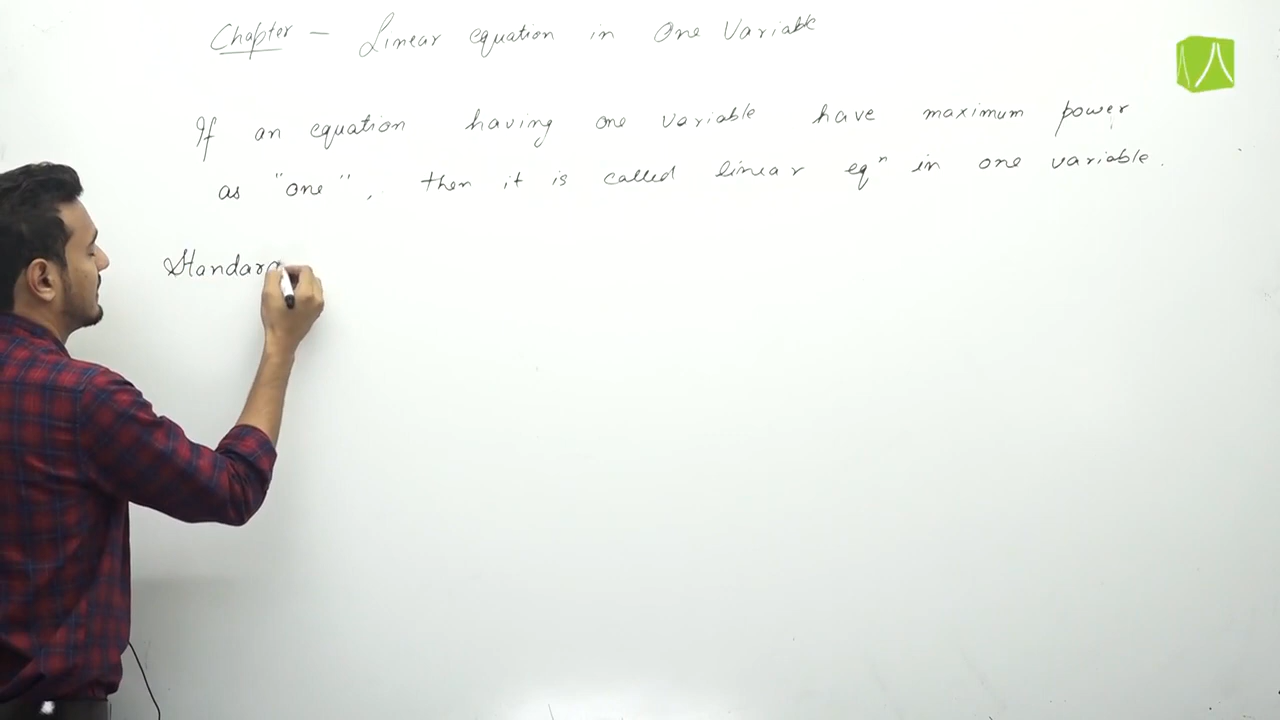 Chapter - Linear equation in One Variable
If an equation having one variable have maximum power
as "one", then it is called linear eqn in one variable.
Standard